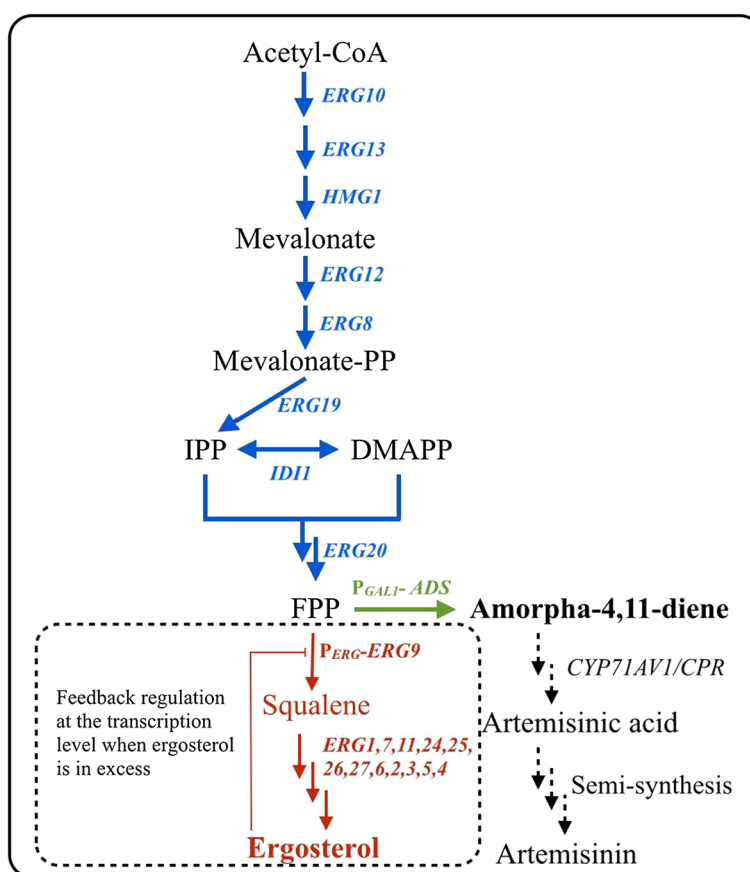 Acetyl-CoA
ERG10
ERG13
HMG1
Mevalonate
ERG12
ERG8
Mevalonate-PP
ERG19
IPP
DMAPP
IDI1
ERG20
FPP
PGAL1- ADS
Amorpha-4,11-diene
PERG-ERG9
CYP71AV1/CPR
Feedback regulation
at the transcription
level when ergosterol
is in excess
Squalene
Artemisinic acid
ERG1,7,11,24,25,
26,27,6,2,3,5,4
Semi-synthesis
Ergosterol
Artemisinin